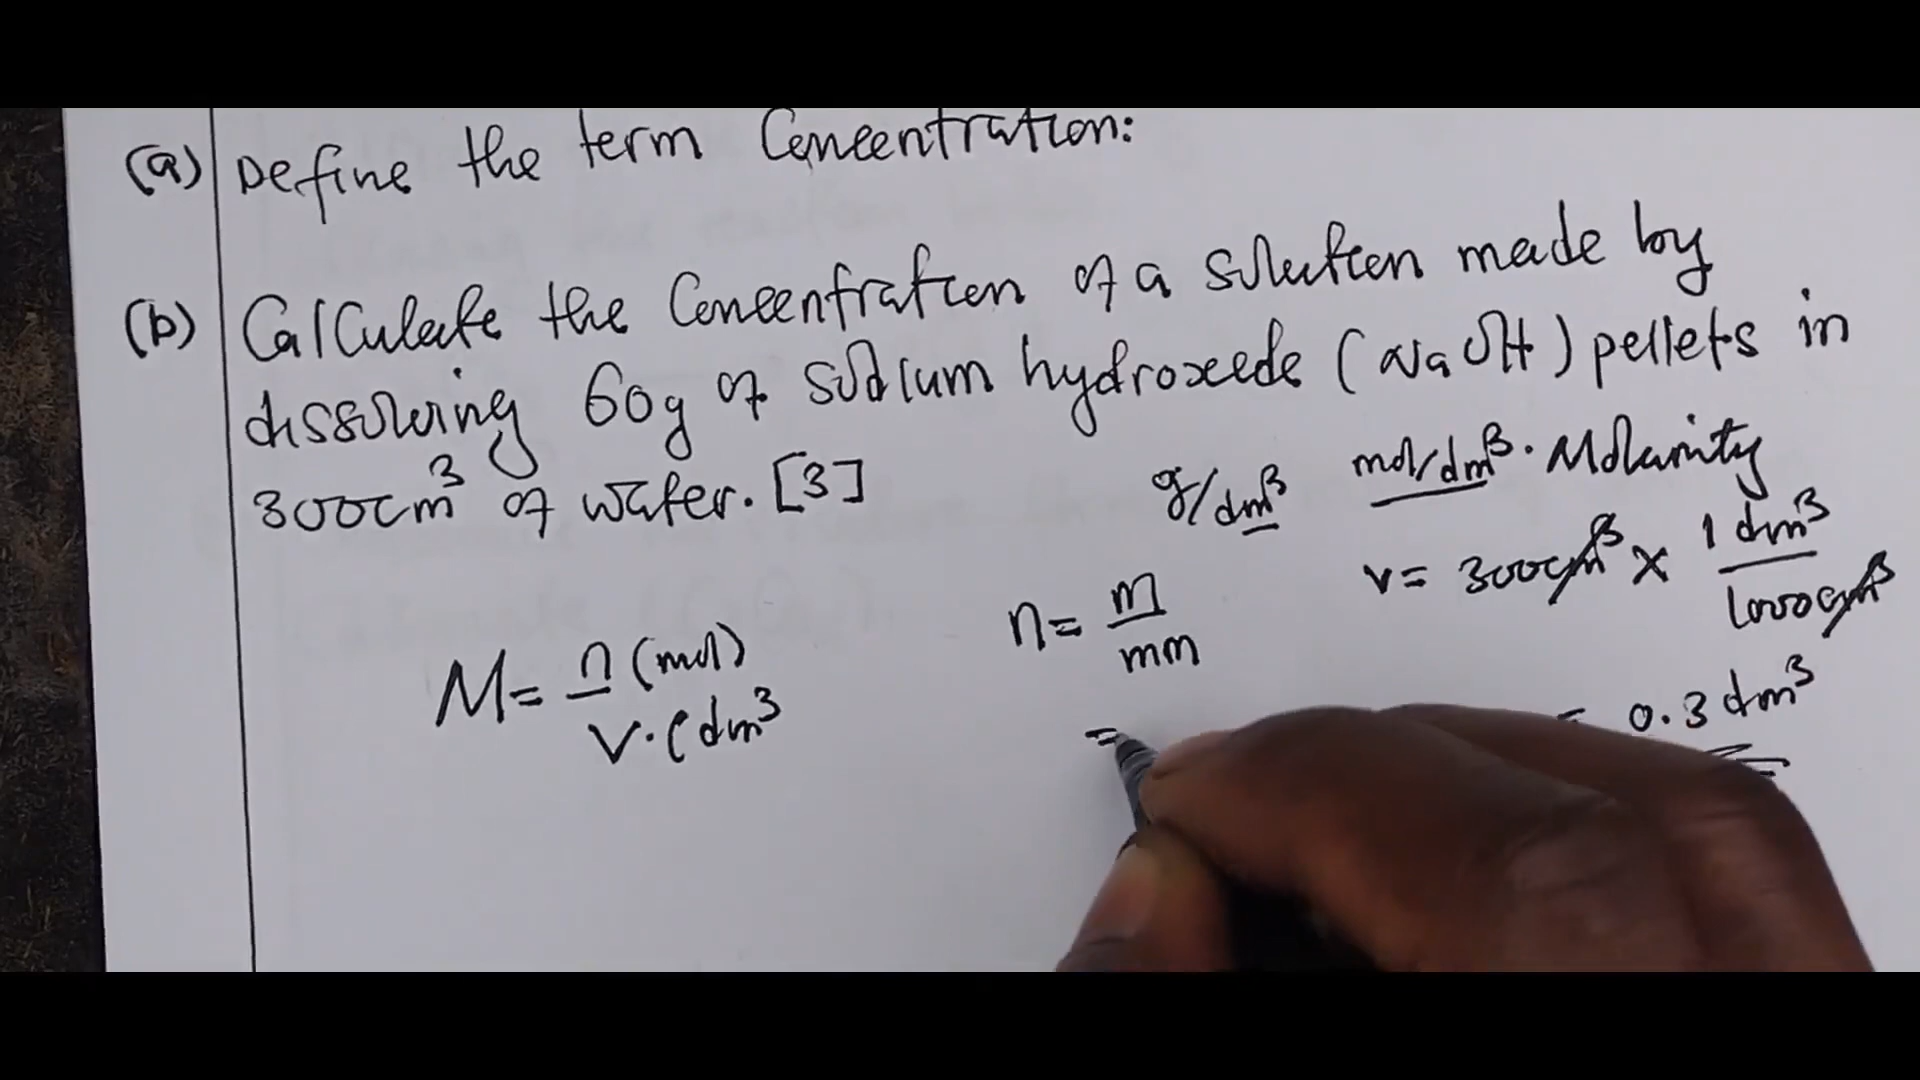 (a) Define the term Concentration:
(b) Calculate the Concentration of a solution made by
dissolving 60g of sodium hydroxide (NaOH) pellets in
300cm³ of water. [3]
g/dm³ mol/dm³. Molarity
v = 300cm³ x 1dm³
1000cm³
= 0.3 dm³
n = m
mm
=
M = n (mol)
v.(dm³